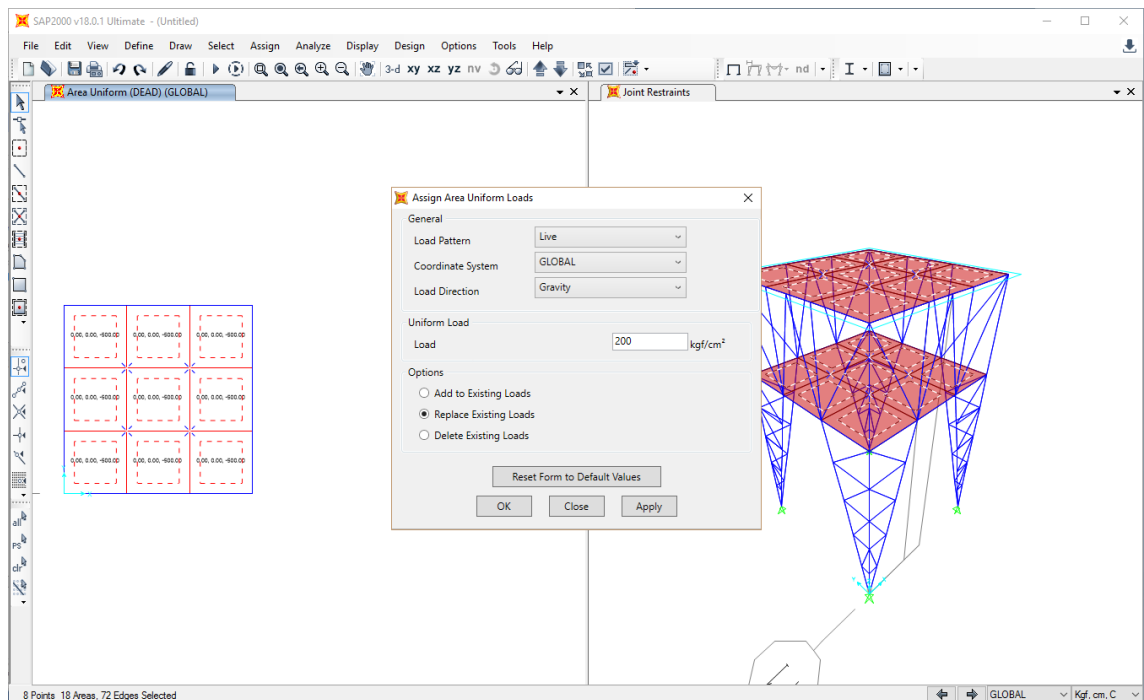 SAP2000 v18.0.1 Ultimate - (Untitled)
File Edit View Define Draw Select Assign Analyze Display Design Options Tools Help
3-d xy xz yz nv nd
Area Uniform (DEAD) (GLOBAL)
Joint Restraints
Assign Area Uniform Loads
General
Load Pattern Live
Coordinate System GLOBAL
Load Direction Gravity
Uniform Load
Load 200 kgf/cm²
Options
Add to Existing Loads
Replace Existing Loads
Delete Existing Loads
Reset Form to Default Values
OK Close Apply
0,00, 0.00, -600.00 0,00, 0.00, -600.00 0,00, 0.00, -600.00
0,00, 0.00, -600.00 0,00, 0.00, -600.00 0,00, 0.00, -600.00
0,00, 0.00, -600.00 0,00, 0.00, -600.00 0,00, 0.00, -600.00
all
PS
clr
8 Points 18 Areas, 72 Edges Selected
GLOBAL Kgf, cm, C